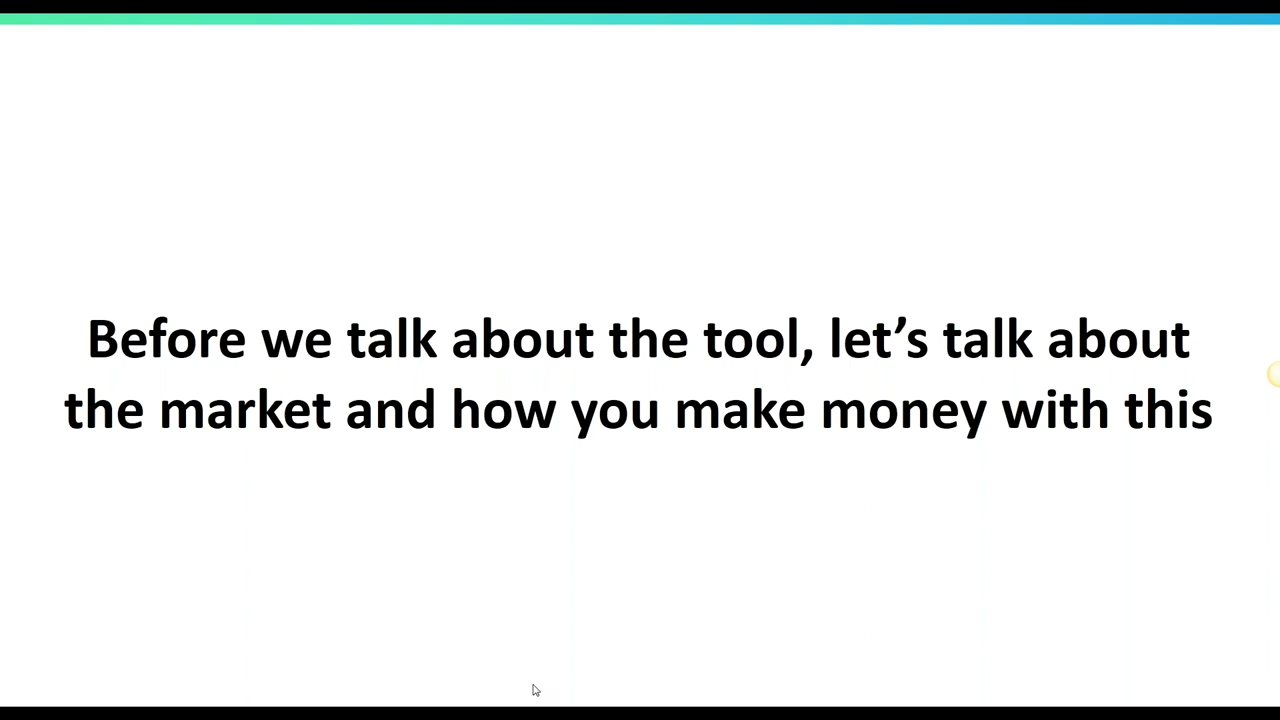 Before we talk about the tool, let’s talk about
the market and how you make money with this